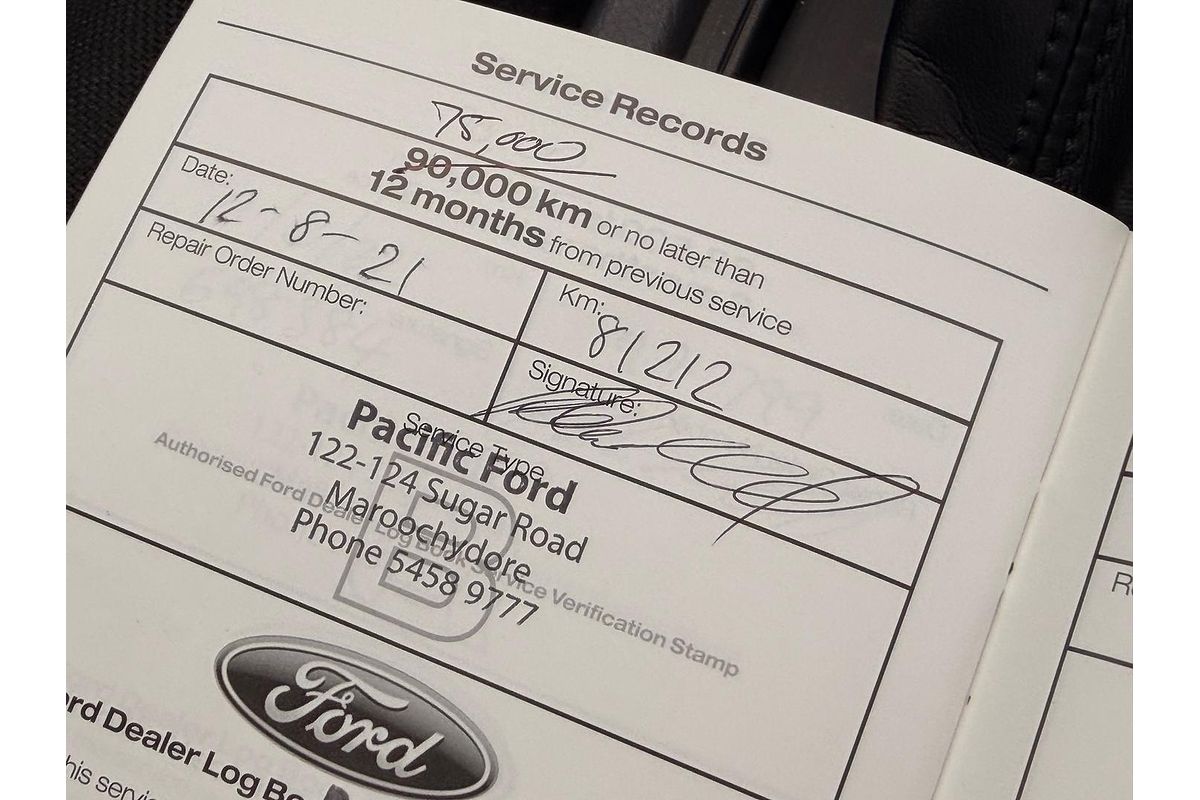 Service Records
75,000
90,000 km or no later than
12 months from previous service
Date:
12-8-21
Km:
81212
Repair Order Number:
Signature:
Service Type
B
Pacific Ford
122-124 Sugar Road
Maroochydore
Phone 5458 9777
Authorised Ford Dealer Log Book Service Verification Stamp
Ford
rd Dealer Log Bo
his servi
R